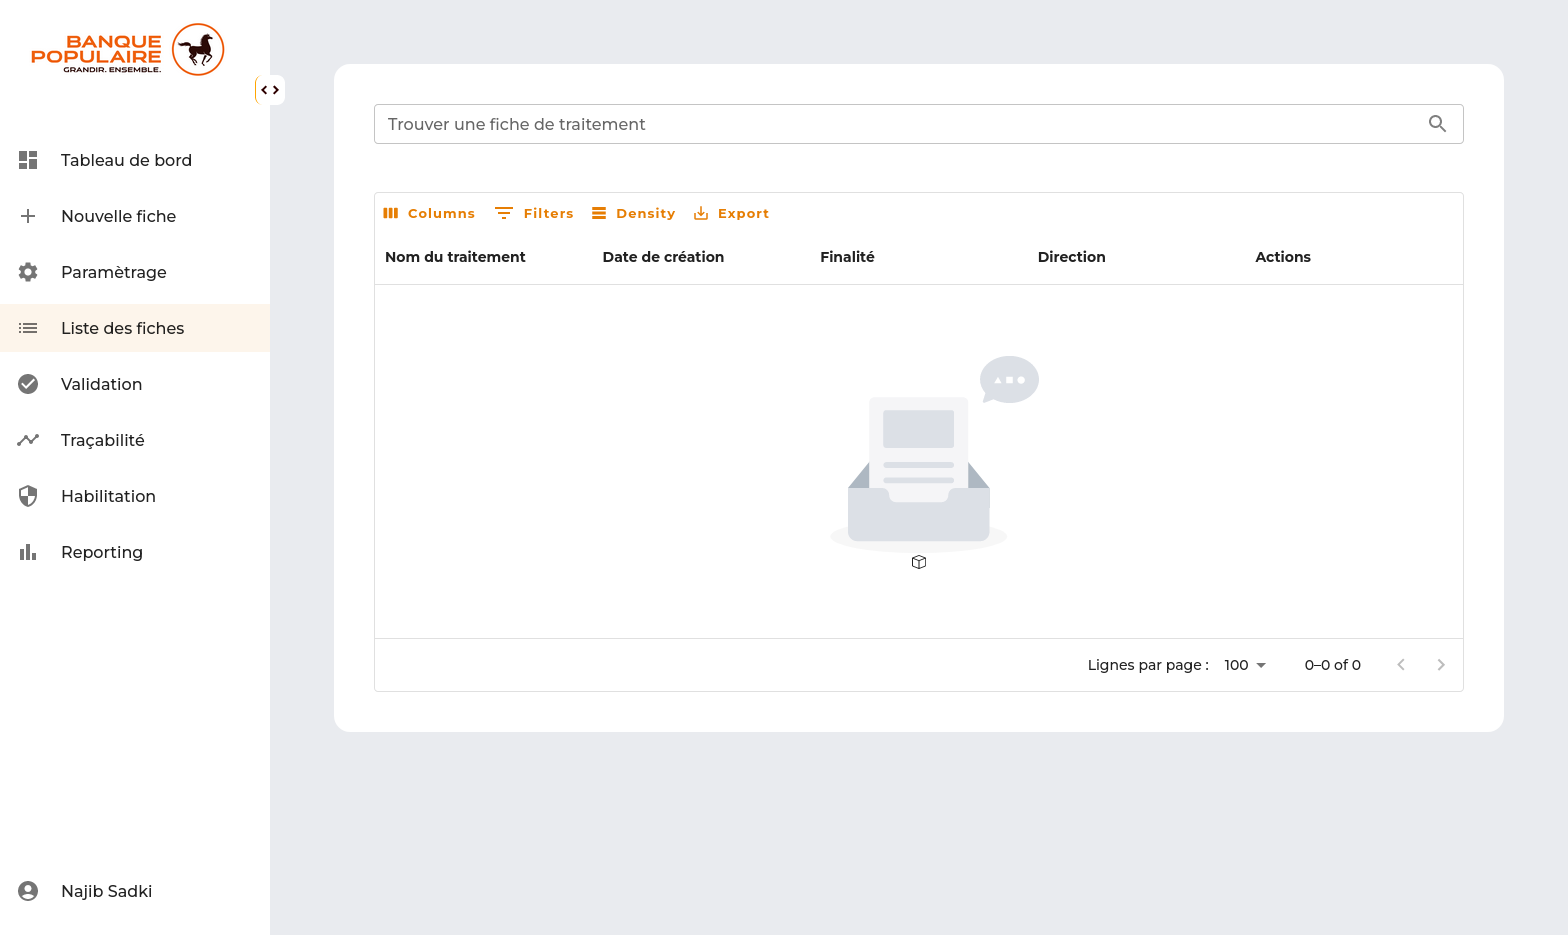 BANQUE
POPULAIRE
GRANDIR. ENSEMBLE.
Tableau de bord
Nouvelle fiche
Paramètrage
Liste des fiches
Validation
Traçabilité
Habilitation
Reporting
Najib Sadki
Trouver une fiche de traitement
Columns Filters Density Export
Nom du traitement Date de création Finalité Direction Actions
Lignes par page : 100 0–0 of 0